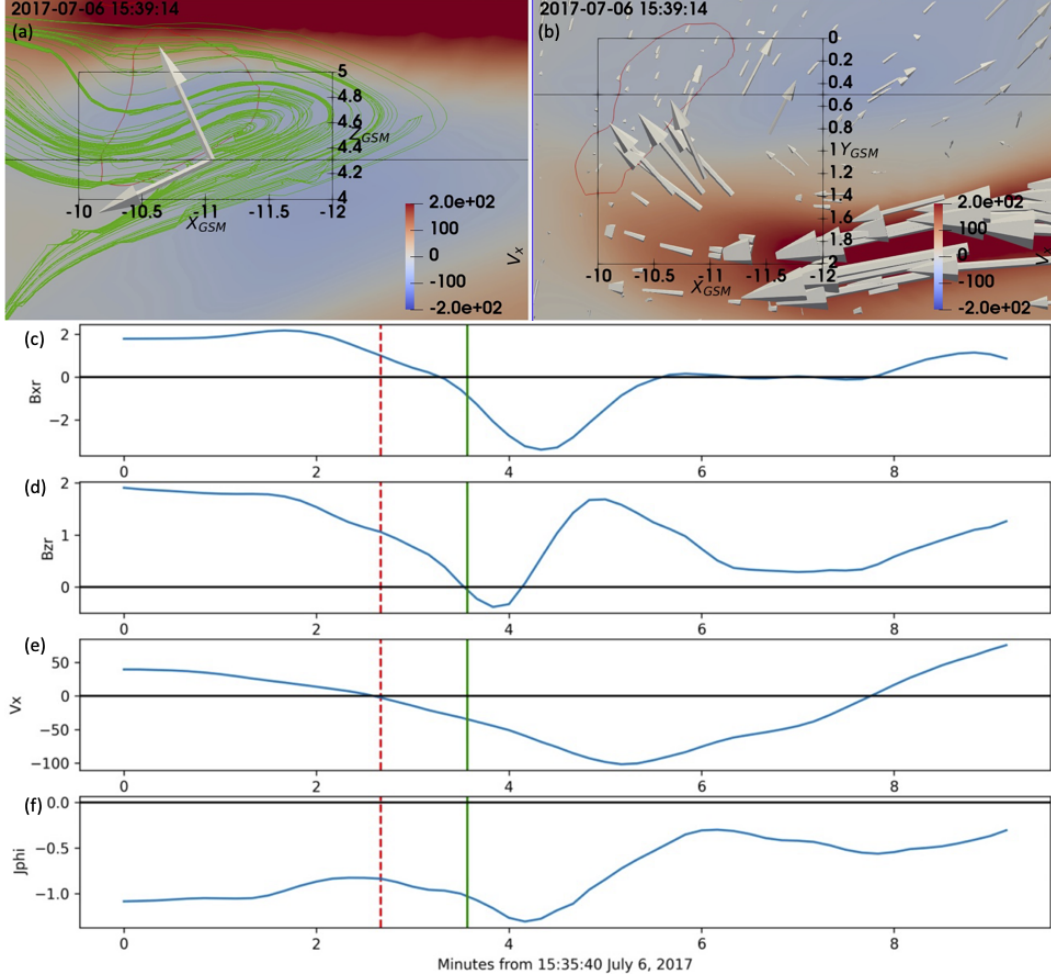 2017-07-06 15:39:14
(a)
5
4.8
4.6
Z_GSM
4.4
4.2
4
-10
-10.5
-11
-11.5
-12
X_GSM
2.0e+02
100
0
-100
-2.0e+02
V_x
2017-07-06 15:39:14
(b)
0
0.2
0.4
0.6
0.8
1 Y_GSM
1.2
1.4
1.6
1.8
2
-10
-10.5
-11
-11.5
-12
X_GSM
2.0e+02
100
0
-100
-2.0e+02
V_x
(c)
2
0
−2
Bxr
0 2 4 6 8
(d)
2
1
0
Bzr
0 2 4 6 8
(e)
50
0
−50
−100
Vx
0 2 4 6 8
(f)
0.0
−0.5
−1.0
Jphi
0 2 4 6 8
Minutes from 15:35:40 July 6, 2017